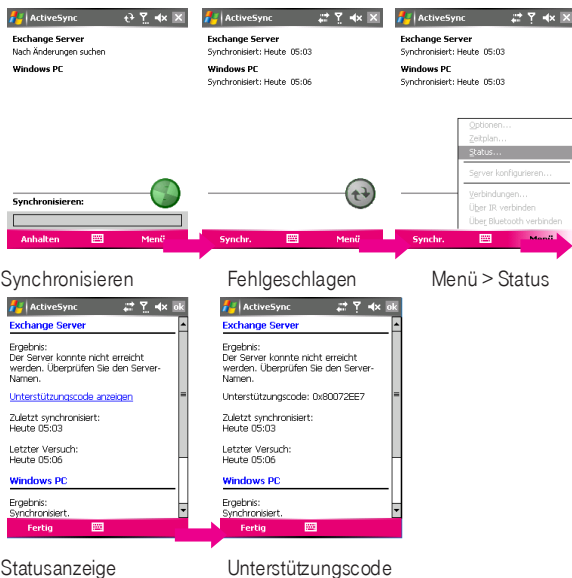 ActiveSync
Exchange Server
Nach Änderungen suchen
Windows PC
Synchronisieren:
Anhalten Menü
ActiveSync
Exchange Server
Synchronisiert: Heute 05:03
Windows PC
Synchronisiert: Heute 05:06
Synchr. Menü
ActiveSync
Exchange Server
Synchronisiert: Heute 05:03
Windows PC
Synchronisiert: Heute 05:03
Optionen...
Zeitplan...
Status...
Server konfigurieren...
Verbindungen...
Über IR verbinden
Über Bluetooth verbinden
Synchr. Menü
Synchronisieren
Fehlgeschlagen
Menü > Status
ActiveSync ok
Exchange Server
Ergebnis:
Der Server konnte nicht erreicht
werden. Überprüfen Sie den Server-
Namen.
Unterstützungscode anzeigen
Zuletzt synchronisiert:
Heute 05:03
Letzter Versuch:
Heute 05:06
Windows PC
Ergebnis:
Synchronisiert.
Fertig
ActiveSync ok
Exchange Server
Ergebnis:
Der Server konnte nicht erreicht
werden. Überprüfen Sie den Server-
Namen.
Unterstützungscode: 0x80072EE7
Zuletzt synchronisiert:
Heute 05:03
Letzter Versuch:
Heute 05:06
Windows PC
Ergebnis:
Synchronisiert.
Fertig
Statusanzeige
Unterstützungscode